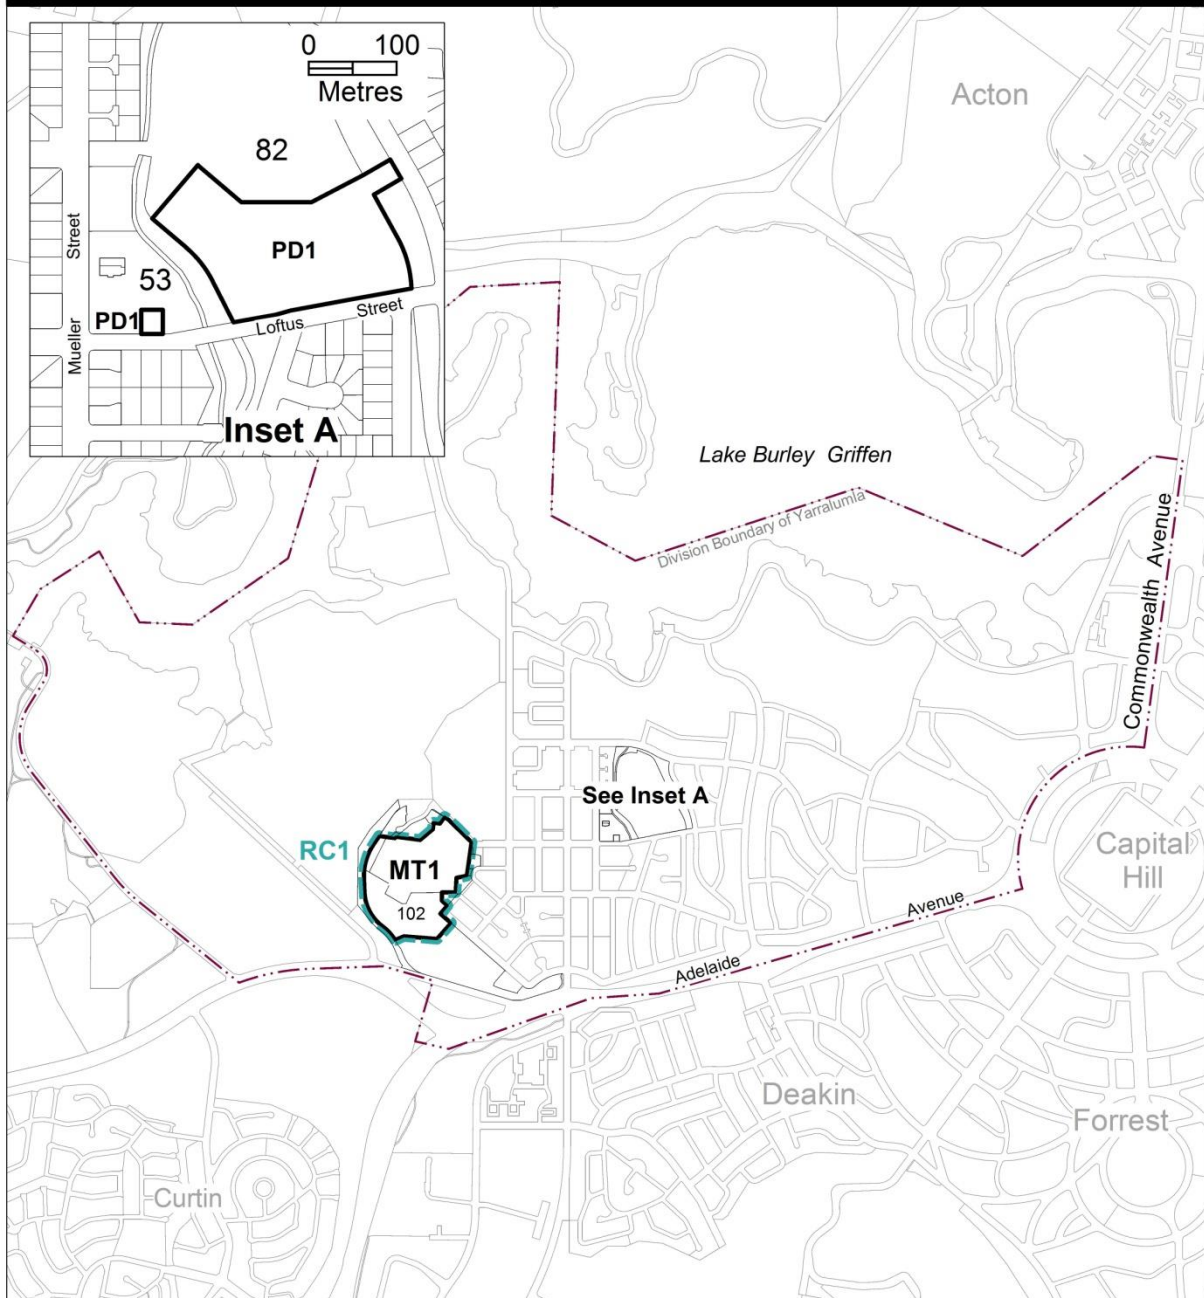 0 100
Metres
82
PD1
53
PD1
Mueller Street
Loftus Street
Inset A
Acton
Lake Burley Griffen
Division Boundary of Yarralumla
Commonwealth Avenue
See Inset A
RC1
MT1
102
Capital
Hill
Adelaide Avenue
Deakin
Forrest
Curtin